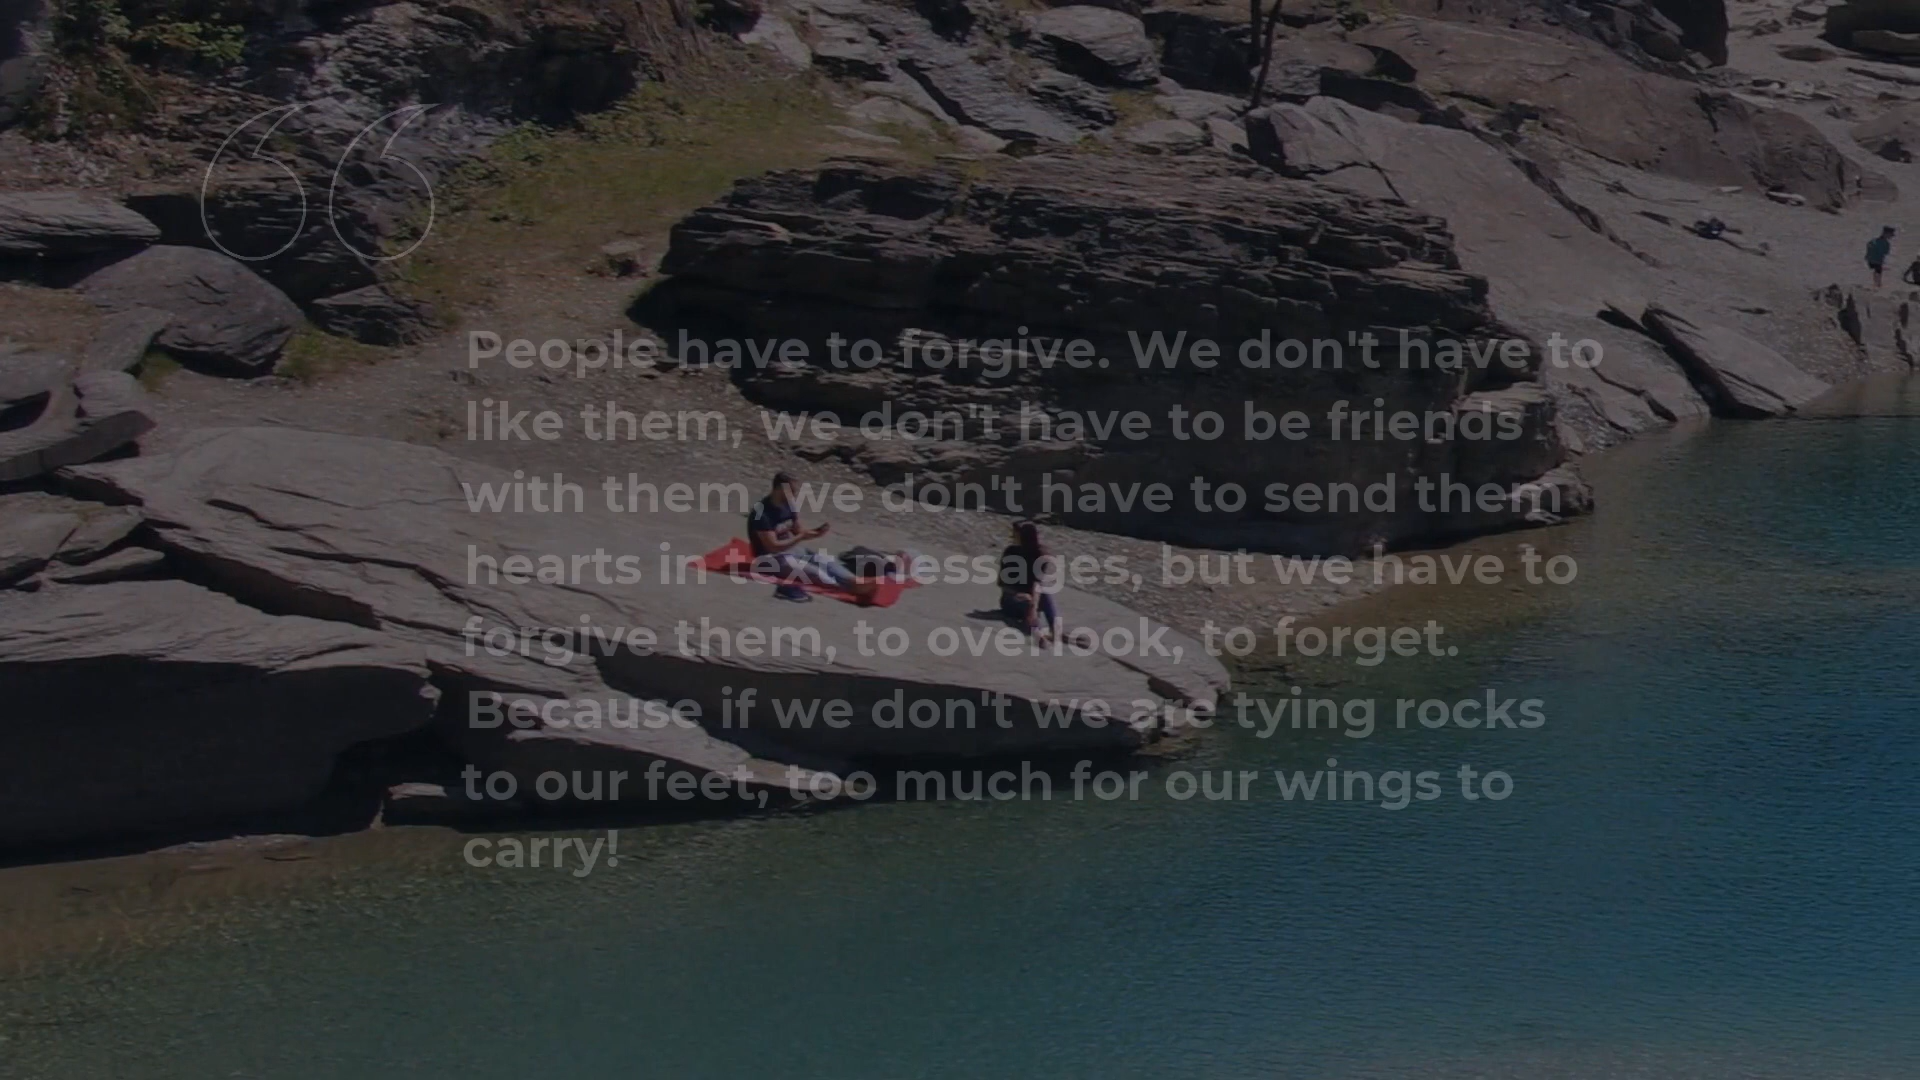 People have to forgive. We don't have to
like them, we don't have to be friends
with them, we don't have to send them
hearts in text messages, but we have to
forgive them, to overlook, to forget.
Because if we don't we are tying rocks
to our feet, too much for our wings to
carry!